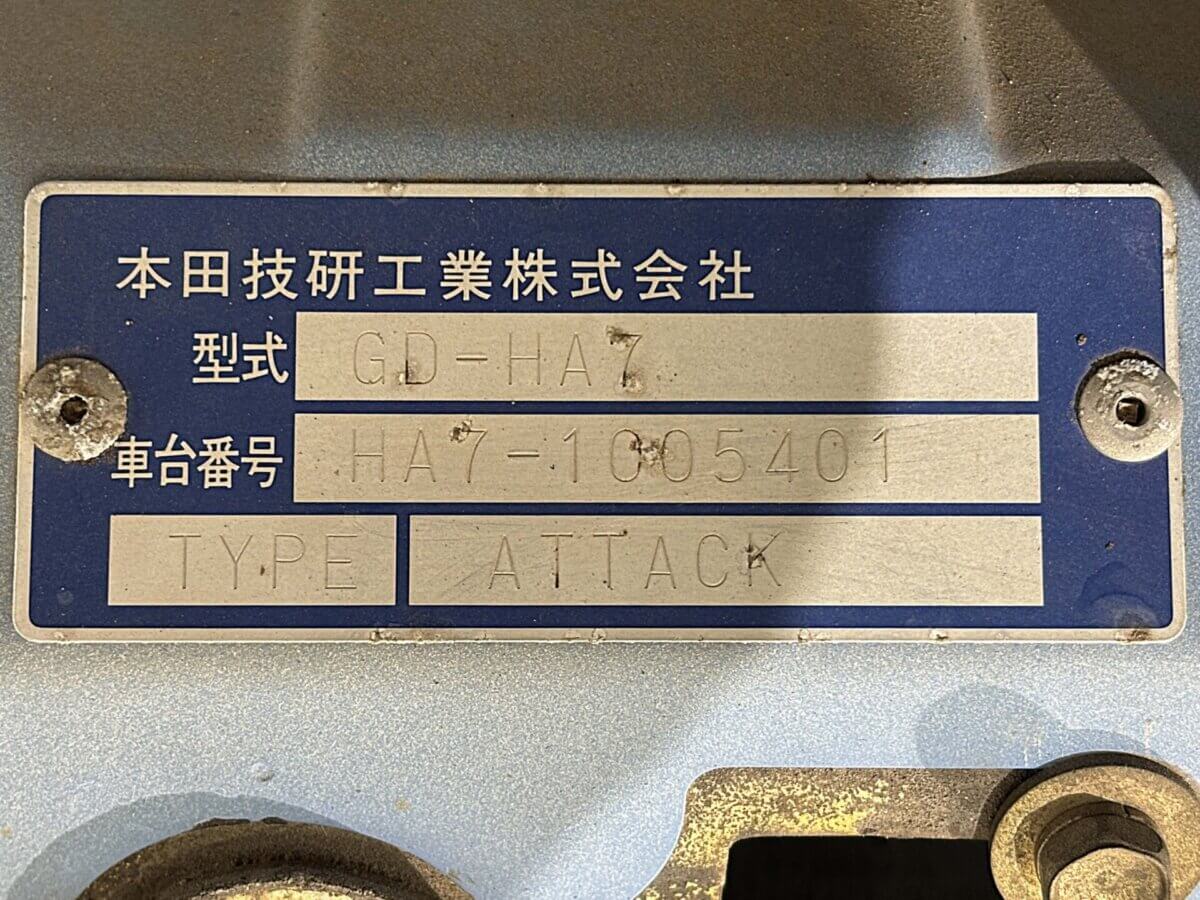 本田技研工業株式会社
型式 GD-HA7
車台番号 HA7-1005401
TYPE ATTACK